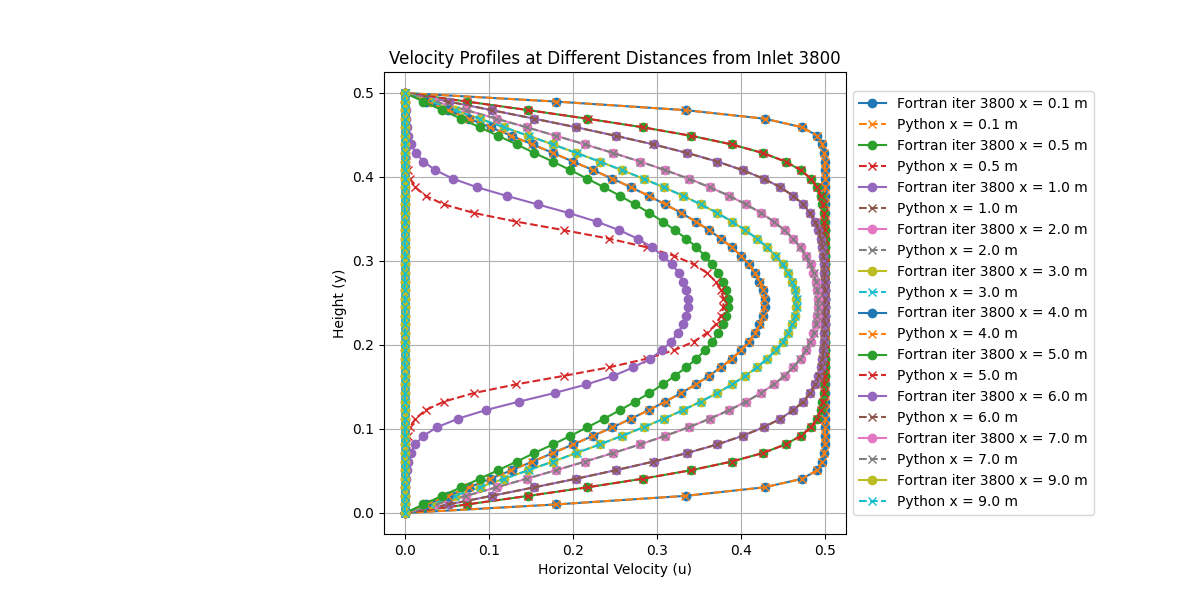 Velocity Profiles at Different Distances from Inlet 3800
Height (y)
0.5
0.4
0.3
0.2
0.1
0.0
0.0 0.1 0.2 0.3 0.4 0.5
Horizontal Velocity (u)
Fortran iter 3800 x = 0.1 m
Python x = 0.1 m
Fortran iter 3800 x = 0.5 m
Python x = 0.5 m
Fortran iter 3800 x = 1.0 m
Python x = 1.0 m
Fortran iter 3800 x = 2.0 m
Python x = 2.0 m
Fortran iter 3800 x = 3.0 m
Python x = 3.0 m
Fortran iter 3800 x = 4.0 m
Python x = 4.0 m
Fortran iter 3800 x = 5.0 m
Python x = 5.0 m
Fortran iter 3800 x = 6.0 m
Python x = 6.0 m
Fortran iter 3800 x = 7.0 m
Python x = 7.0 m
Fortran iter 3800 x = 9.0 m
Python x = 9.0 m